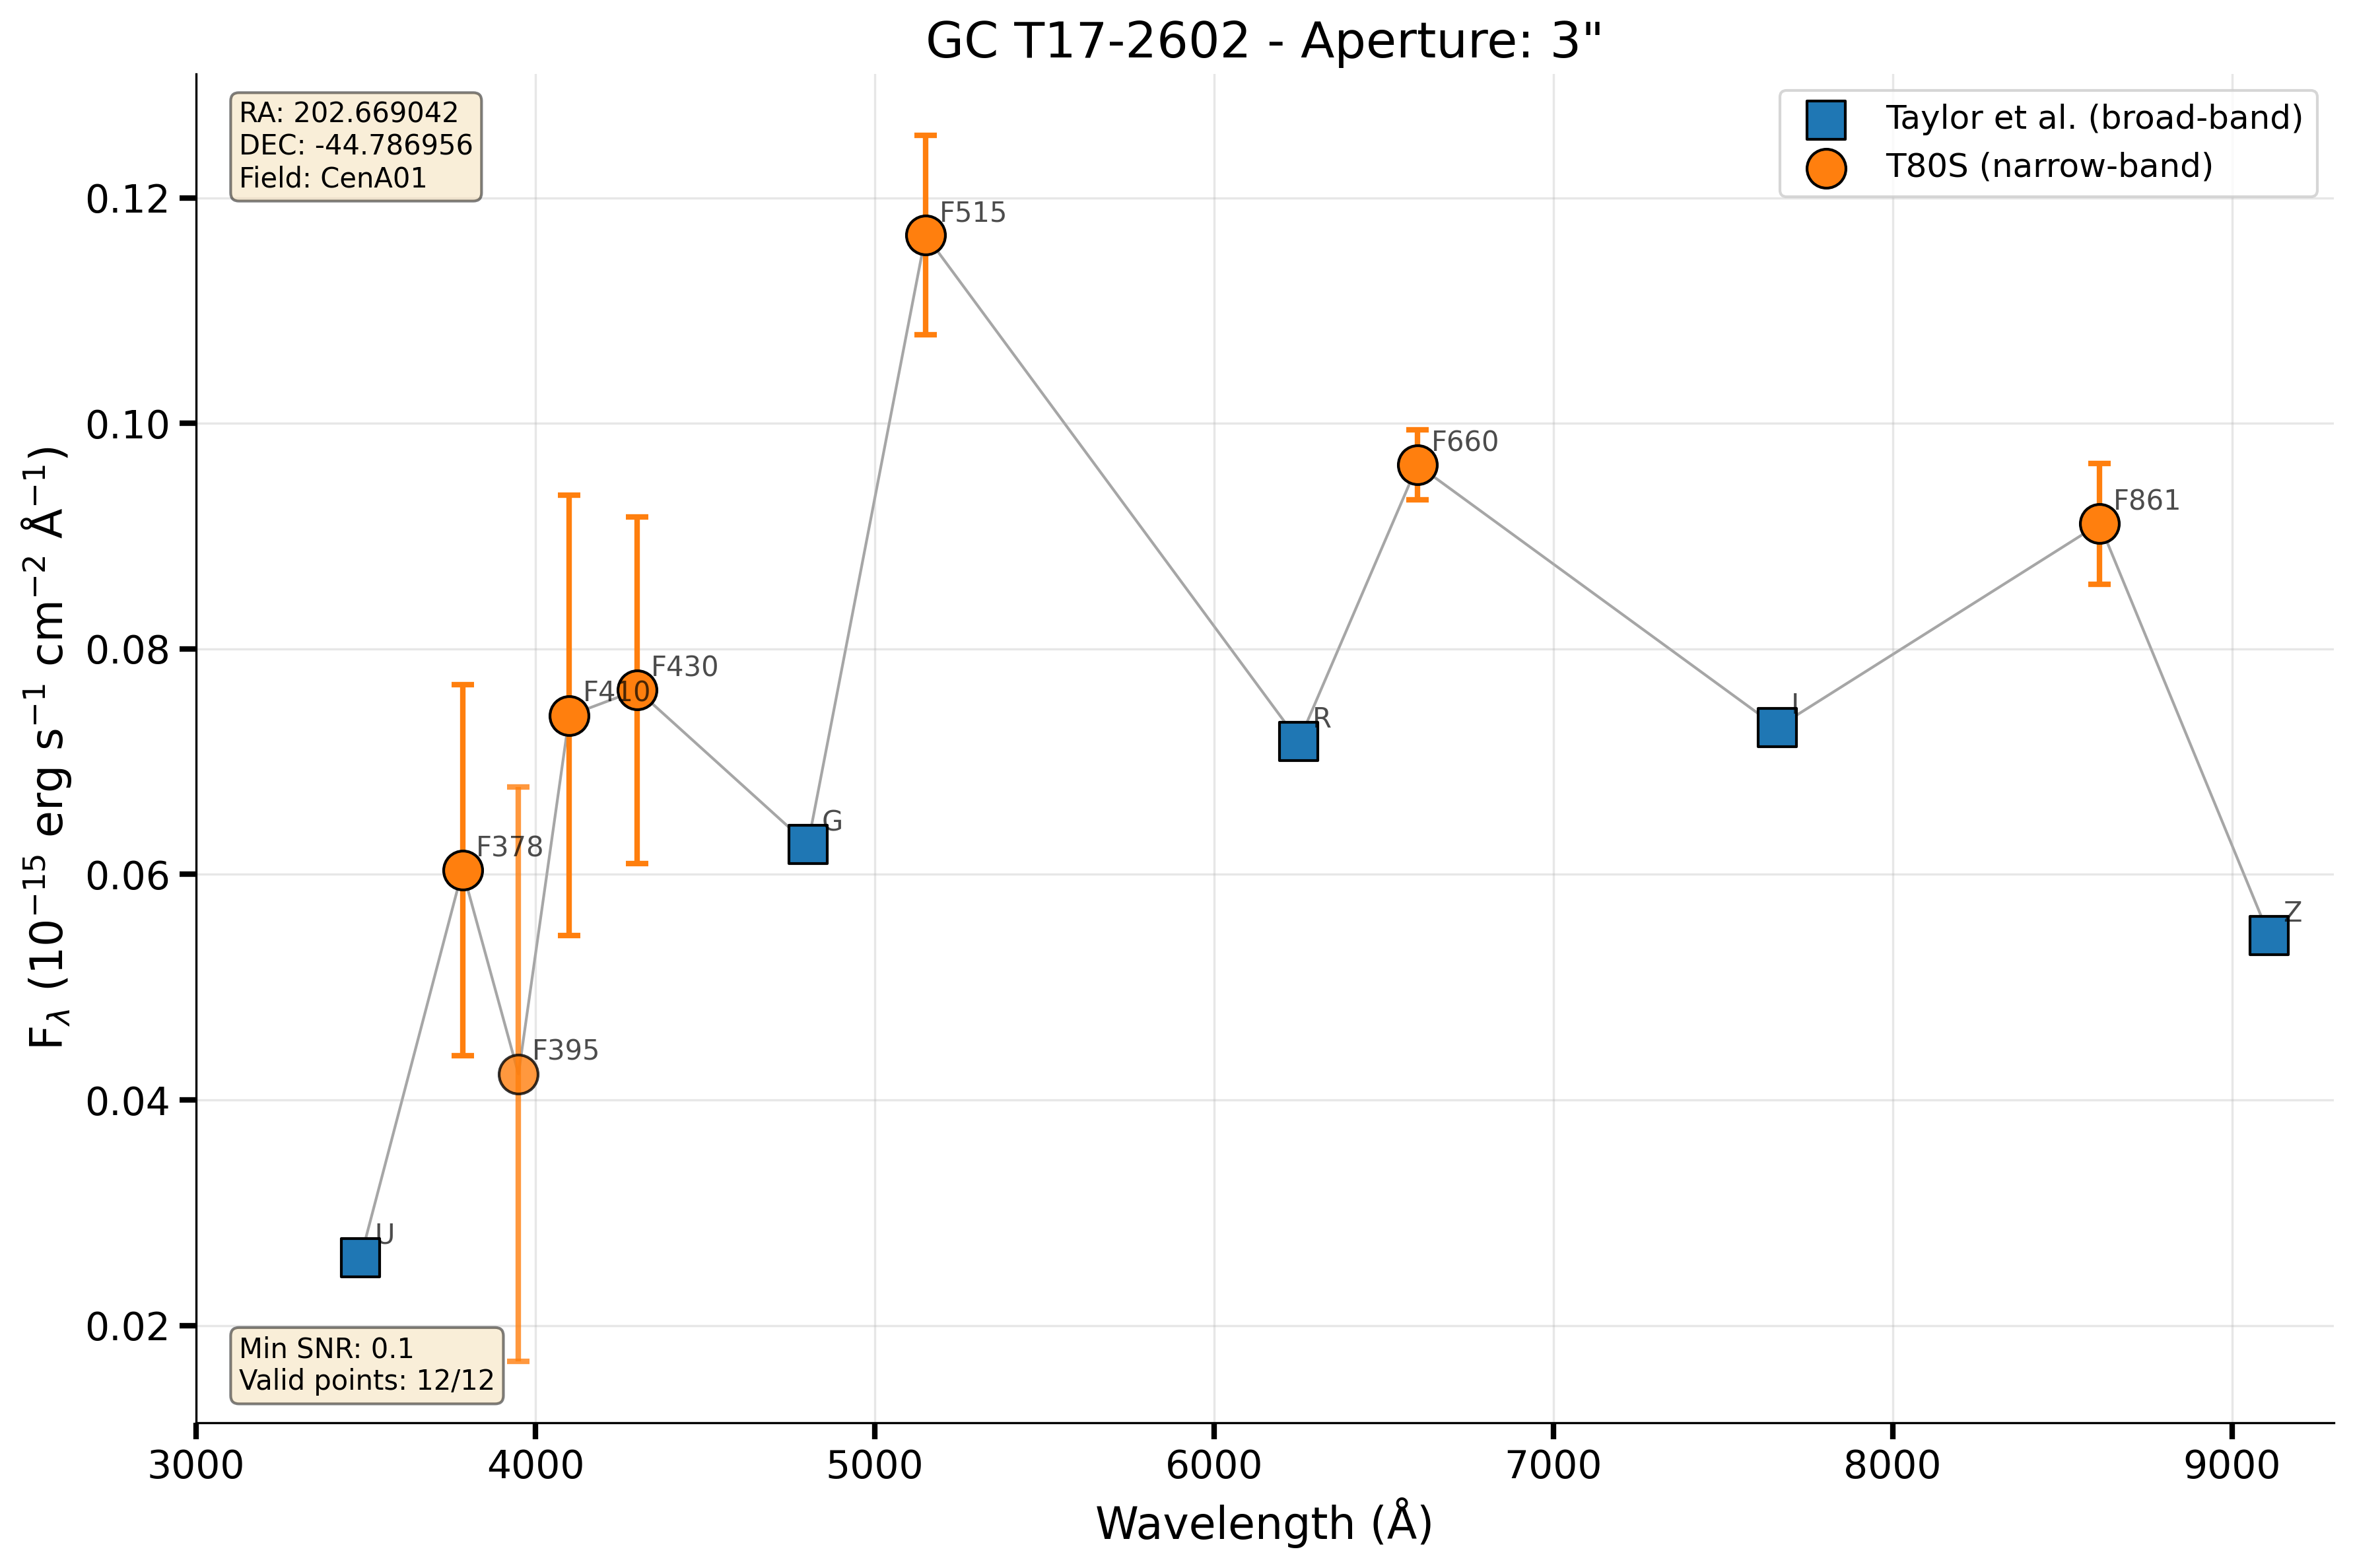 GC T17-2602 - Aperture: 3"
RA: 202.669042
DEC: -44.786956
Field: CenA01
Taylor et al. (broad-band)
T80S (narrow-band)
F515
F660
F861
F430
F410
R
I
G
F378
Z
F395
U
Min SNR: 0.1
Valid points: 12/12
0.12
0.10
0.08
0.06
0.04
0.02
F_λ (10⁻¹⁵ erg s⁻¹ cm⁻² Å⁻¹)
3000 4000 5000 6000 7000 8000 9000
Wavelength (Å)